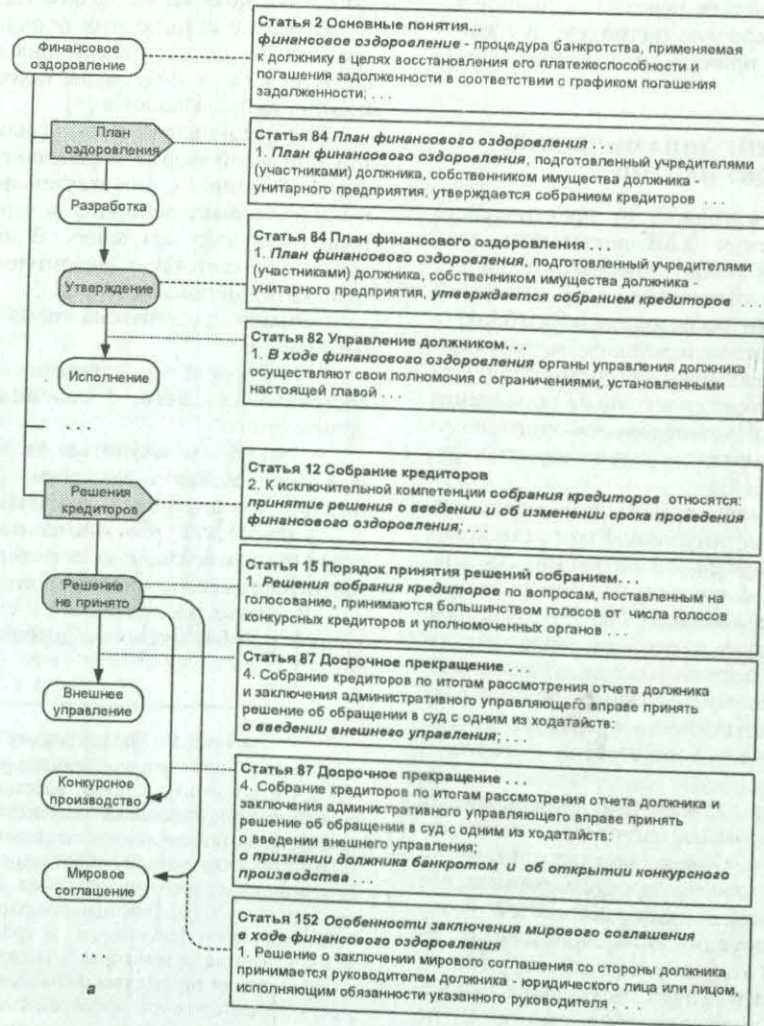 Финансовое
оздоровление
Статья 2 Основные понятия. . .
финансовое оздоровление - процедура банкротства, применяемая
к должнику в целях восстановления его платежеспособности и
погашения задолженности в соответствии с графиком погашения
задолженности; . . .
План
оздоровления
Статья 84 План финансового оздоровления . . .
1. План финансового оздоровления, подготовленный учредителями
(участниками) должника, собственником имущества должника -
унитарного предприятия, утверждается собранием кредиторов . . .
Разработка
Статья 84 План финансового оздоровления . . .
1. План финансового оздоровления, подготовленный учредителями
(участниками) должника, собственником имущества должника -
унитарного предприятия, утверждается собранием кредиторов . . .
Утверждение
Статья 82 Управление должником. . .
1. В ходе финансового оздоровления органы управления должника
осуществляют свои полномочия с ограничениями, установленными
настоящей главой . . .
Исполнение
. . . . .
Решения
кредиторов
Статья 12 Собрание кредиторов
2. К исключительной компетенции собрания кредиторов относятся:
принятие решения о введении и об изменении срока проведения
финансового оздоровления; . . .
Решение
не принято
Статья 15 Порядок принятия решений собранием. . .
1. Решения собрания кредиторов по вопросам, поставленным на
голосование, принимаются большинством голосов от числа голосов
конкурсных кредиторов и уполномоченных органов . . .
Внешнее
управление
Статья 87 Досрочное прекращение . . .
4. Собрание кредиторов по итогам рассмотрения отчета должника
и заключения административного управляющего вправе принять
решение об обращении в суд с одним из ходатайств:
о введении внешнего управления; . . .
Конкурсное
производство
Статья 87 Досрочное прекращение . . .
4. Собрание кредиторов по итогам рассмотрения отчета должника и
заключения административного управляющего вправе принять
решение об обращении в суд с одним из ходатайств:
о введении внешнего управления;
о признании должника банкротом и об открытии конкурсного
производства . . .
Мировое
соглашение
Статья 152 Особенности заключения мирового соглашения
в ходе финансового оздоровления
1. Решение о заключении мирового соглашения со стороны должника
принимается руководителем должника - юридического лица или лицом,
исполняющим обязанности указанного руководителя . . .
а